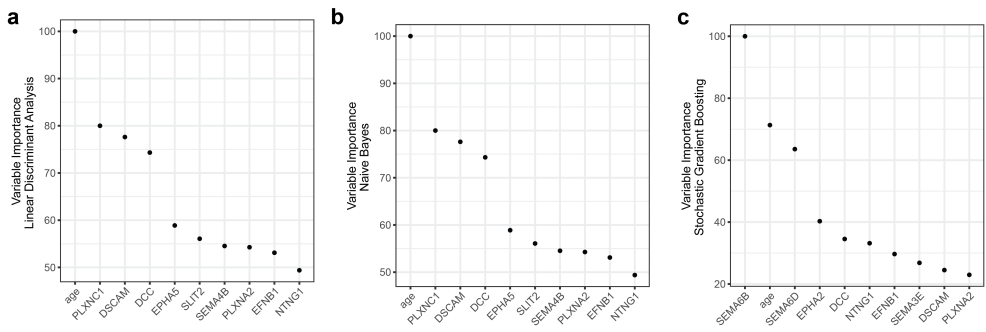 a
Variable Importance
Linear Discriminant Analysis
100
90
80
70
60
50
age
PLXNC1
DSCAM
DCC
EPHA5
SLIT2
SEMA4B
PLXNA2
EFNB1
NTNG1
b
Variable Importance
Naive Bayes
100
90
80
70
60
50
age
PLXNC1
DSCAM
DCC
EPHA5
SLIT2
SEMA4B
PLXNA2
EFNB1
NTNG1
c
Variable Importance
Stochastic Gradient Boosting
100
80
60
40
20
SEMA6B
age
SEMA6D
EPHA2
DCC
NTNG1
EFNB1
SEMA3E
DSCAM
PLXNA2